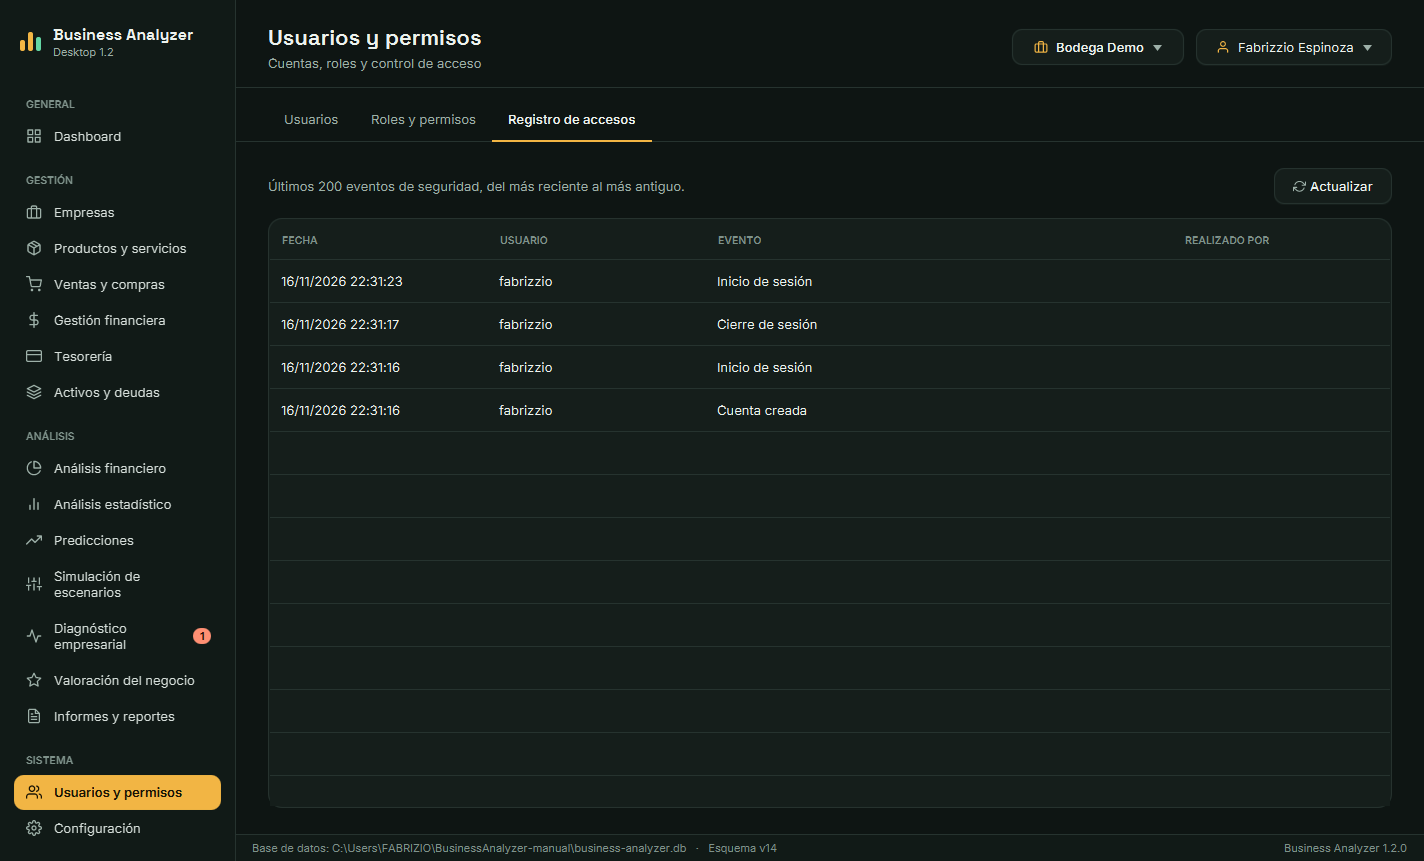 Business Analyzer
Desktop 1.2
GENERAL
Dashboard
GESTIÓN
Empresas
Productos y servicios
Ventas y compras
Gestión financiera
Tesorería
Activos y deudas
ANÁLISIS
Análisis financiero
Análisis estadístico
Predicciones
Simulación de
escenarios
Diagnóstico
empresarial
1
Valoración del negocio
Informes y reportes
SISTEMA
Usuarios y permisos
Configuración
Usuarios y permisos
Cuentas, roles y control de acceso
Bodega Demo
Fabrizzio Espinoza
Usuarios
Roles y permisos
Registro de accesos
Últimos 200 eventos de seguridad, del más reciente al más antiguo.
Actualizar
FECHA USUARIO EVENTO REALIZADO POR
16/11/2026 22:31:23 fabrizzio Inicio de sesión
16/11/2026 22:31:17 fabrizzio Cierre de sesión
16/11/2026 22:31:16 fabrizzio Inicio de sesión
16/11/2026 22:31:16 fabrizzio Cuenta creada
Base de datos: C:\Users\FABRIZIO\BusinessAnalyzer-manual\business-analyzer.db · Esquema v14
Business Analyzer 1.2.0